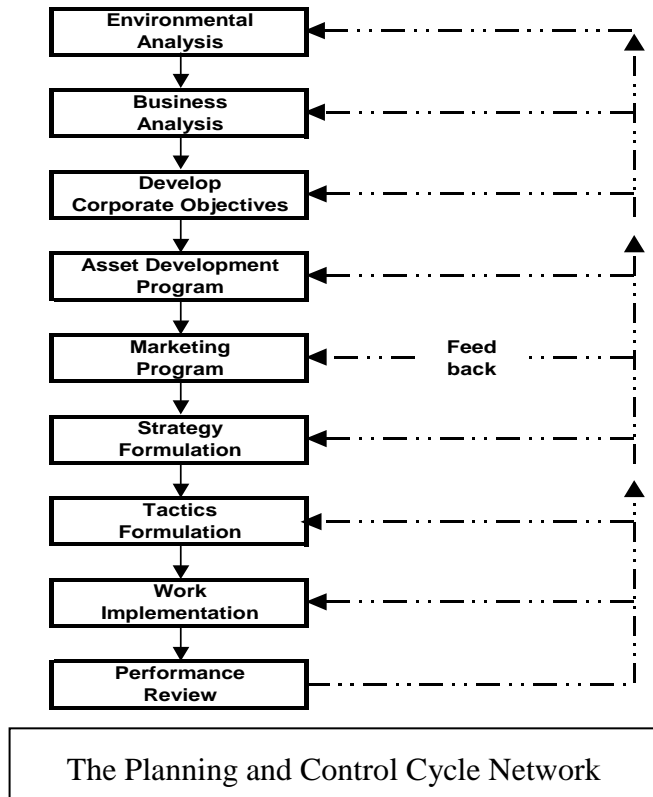 Environmental
Analysis
Business
Analysis
Develop
Corporate Objectives
Asset Development
Program
Marketing
Program
Feed
back
Strategy
Formulation
Tactics
Formulation
Work
Implementation
Performance
Review
The Planning and Control Cycle Network